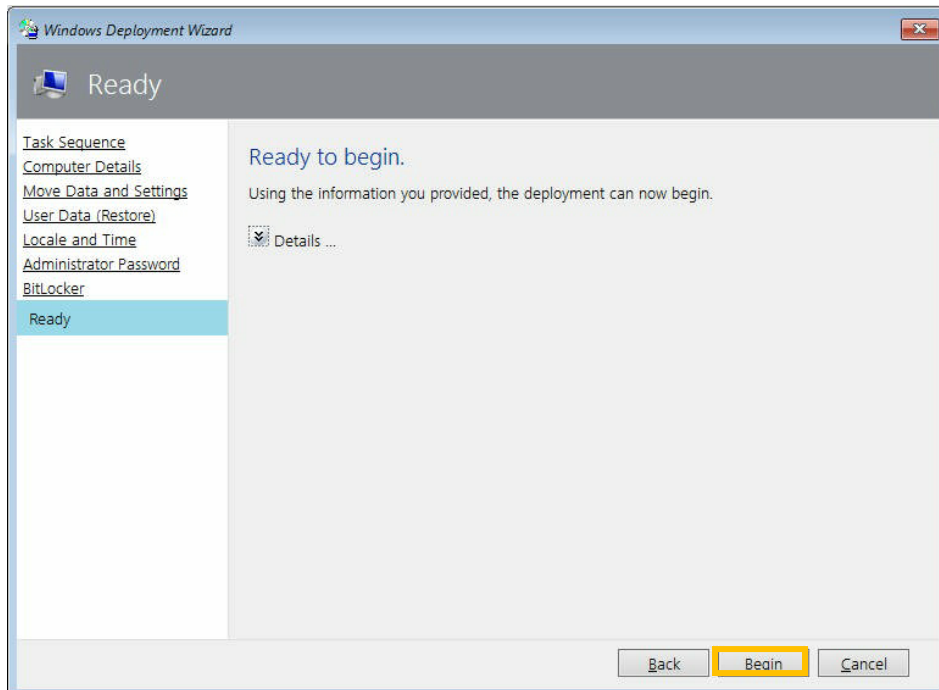 Windows Deployment Wizard
Ready
Task Sequence
Computer Details
Move Data and Settings
User Data (Restore)
Locale and Time
Administrator Password
BitLocker
Ready
Ready to begin.
Using the information you provided, the deployment can now begin.
Details ...
Back
Begin
Cancel